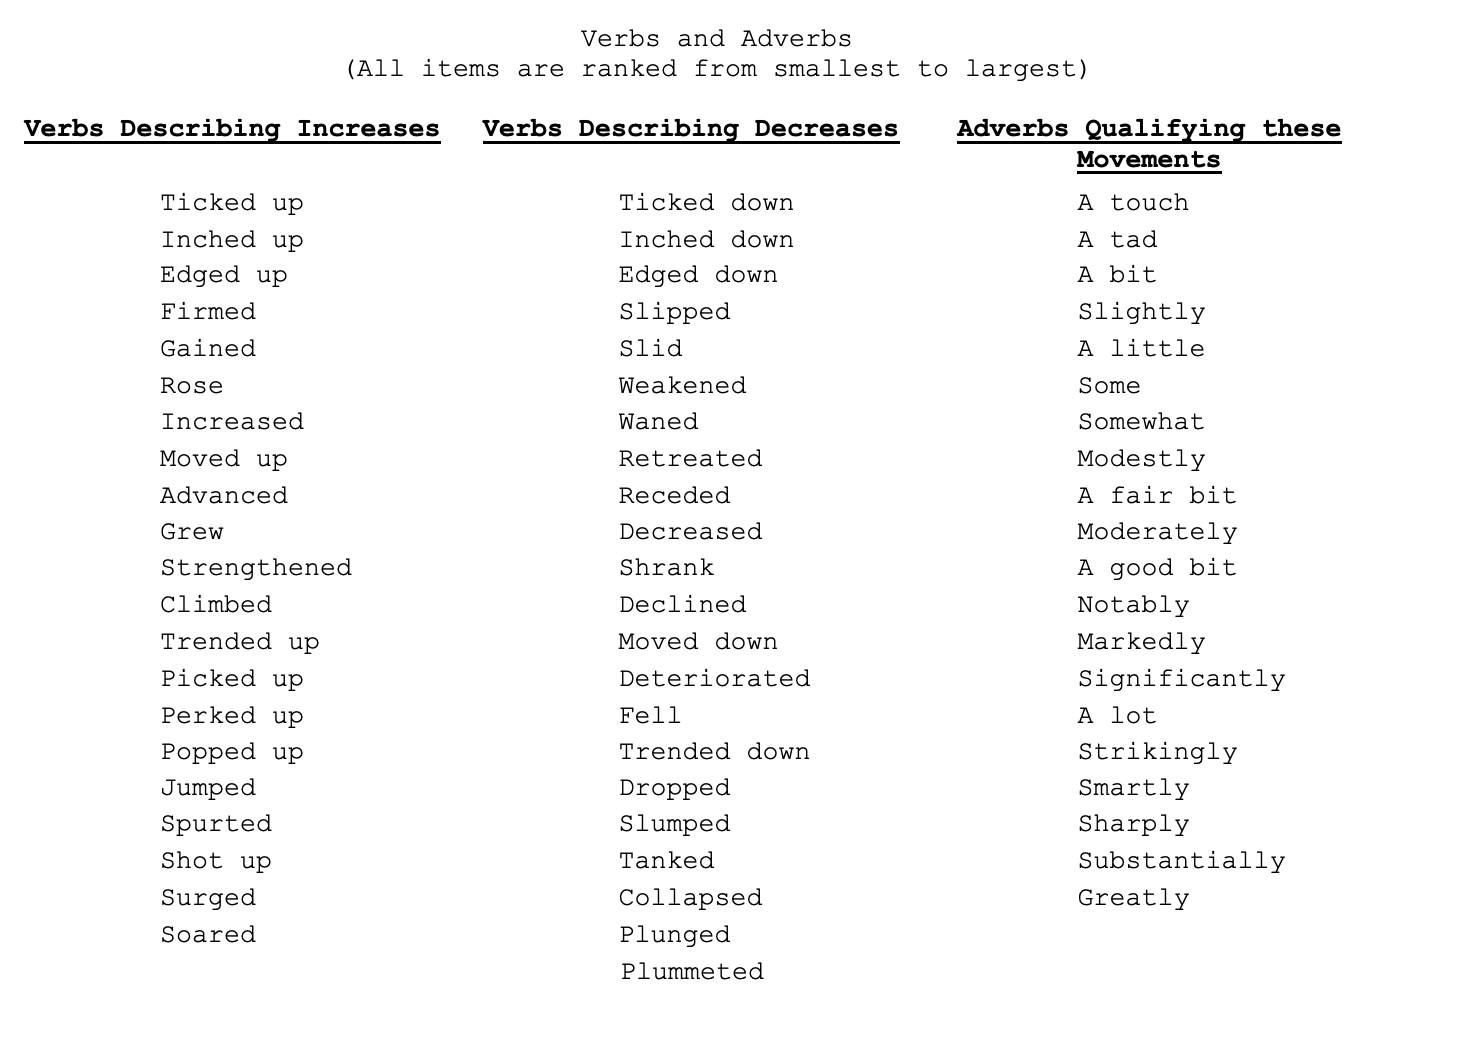 Verbs and Adverbs
(All items are ranked from smallest to largest)
Verbs Describing Increases Verbs Describing Decreases Adverbs Qualifying these
Movements
Ticked up Ticked down A touch
Inched up Inched down A tad
Edged up Edged down A bit
Firmed Slipped Slightly
Gained Slid A little
Rose Weakened Some
Increased Waned Somewhat
Moved up Retreated Modestly
Advanced Receded A fair bit
Grew Decreased Moderately
Strengthened Shrank A good bit
Climbed Declined Notably
Trended up Moved down Markedly
Picked up Deteriorated Significantly
Perked up Fell A lot
Popped up Trended down Strikingly
Jumped Dropped Smartly
Spurted Slumped Sharply
Shot up Tanked Substantially
Surged Collapsed Greatly
Soared Plunged
Plummeted